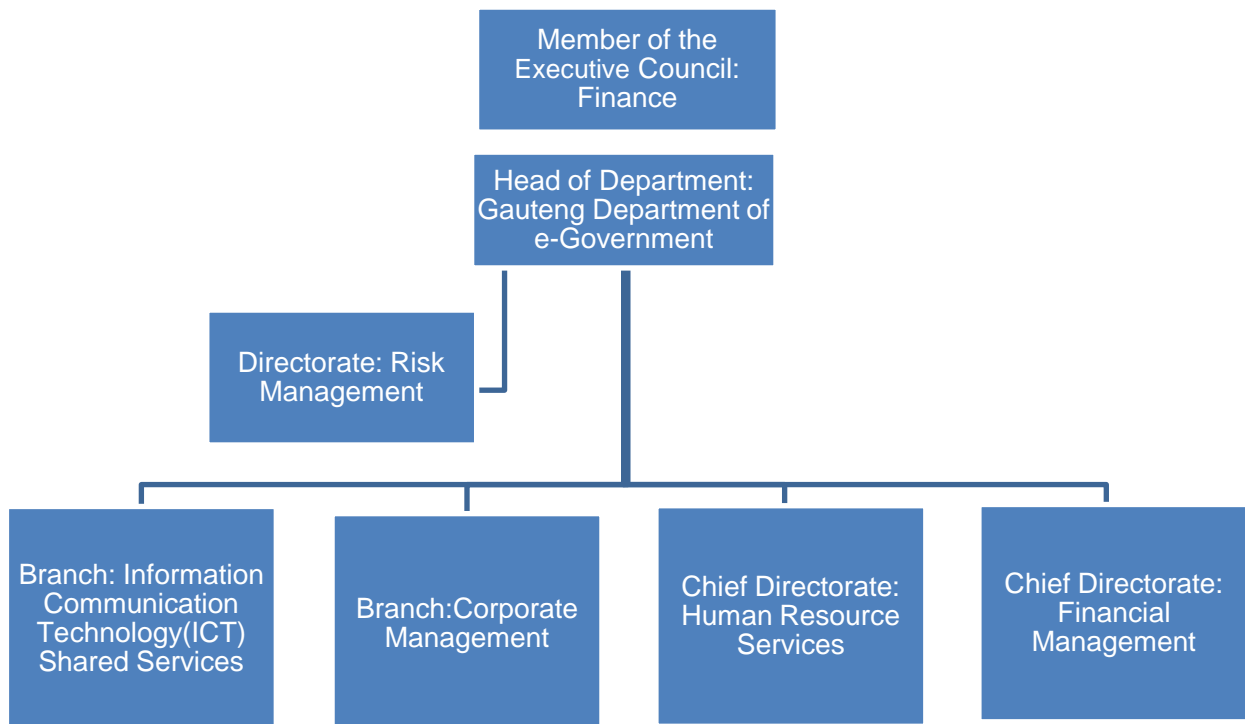 Member of the
Executive Council:
Finance
Head of Department:
Gauteng Department of
e-Government
Directorate: Risk
Management
Branch: Information
Communication
Technology(ICT)
Shared Services
Branch:Corporate
Management
Chief Directorate:
Human Resource
Services
Chief Directorate:
Financial
Management